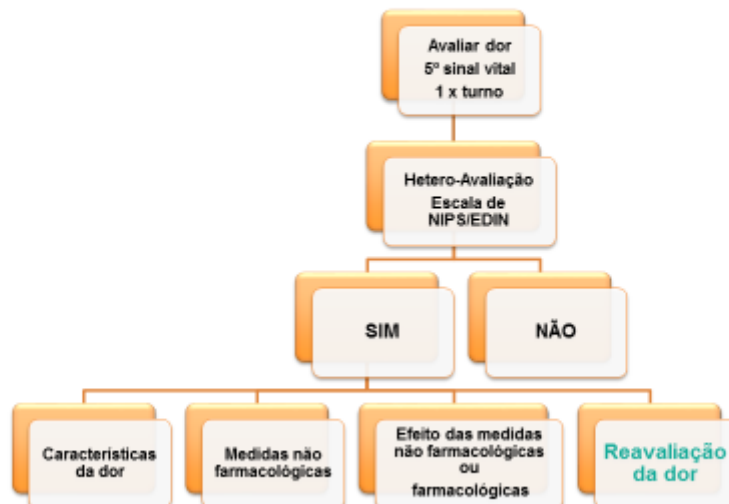 Avaliar dor
5º sinal vital
1 x turno
Hetero-Avaliação
Escala de
NIPS/EDIN
SIM
NÃO
Características
da dor
Medidas não
farmacológicas
Efeito das medidas
não farmacológicas
ou
farmacológicas
Reavaliação
da dor